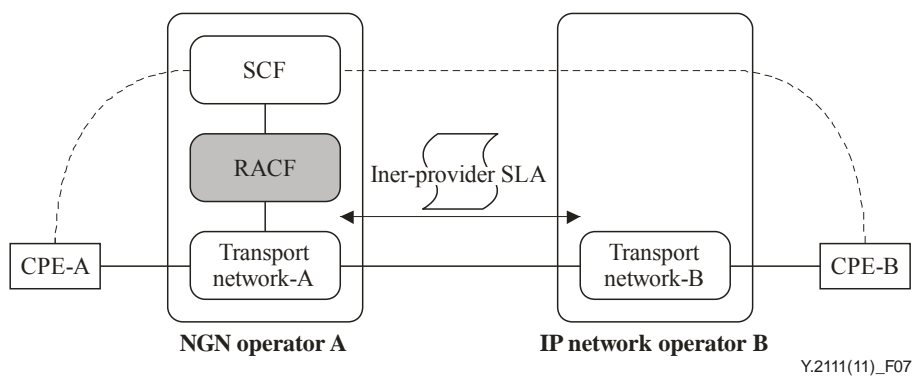 SCF
RACF
Iner-provider SLA
CPE-A
Transport
network-A
Transport
network-B
CPE-B
NGN operator A
IP network operator B
Y.2111(11)_F07